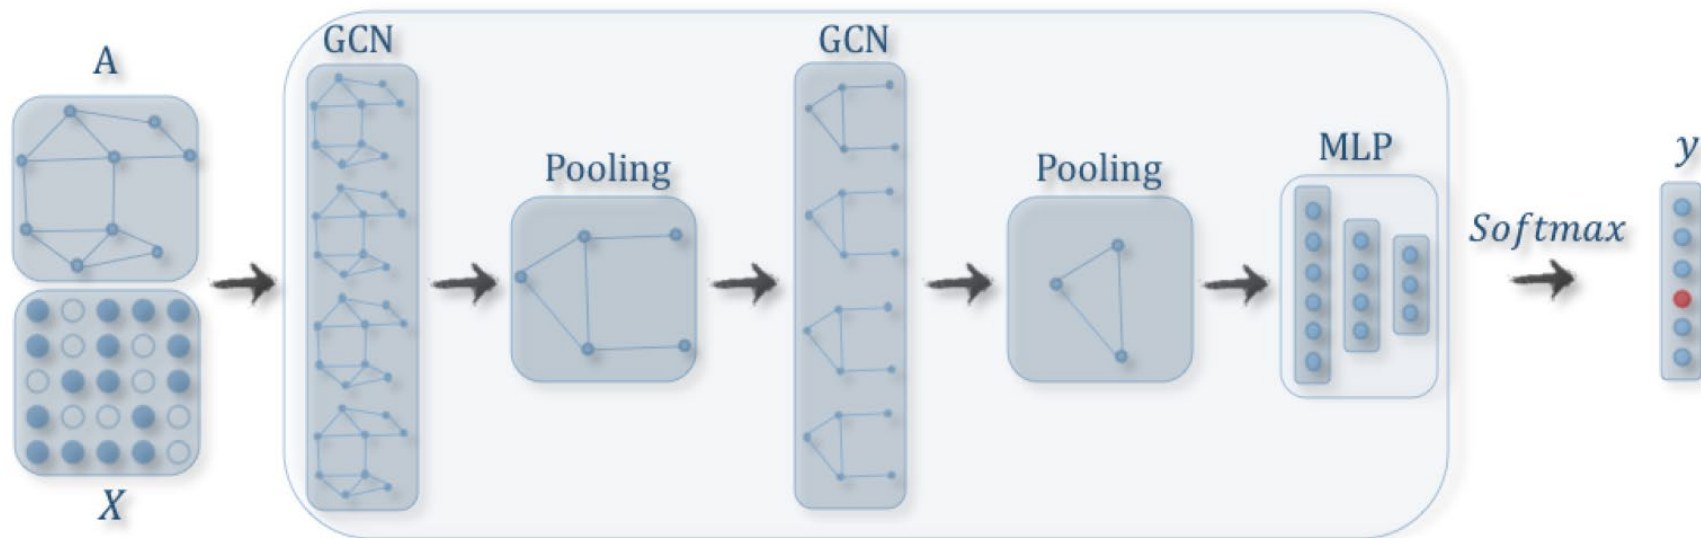 A
X
GCN
Pooling
GCN
Pooling
MLP
Softmax
y